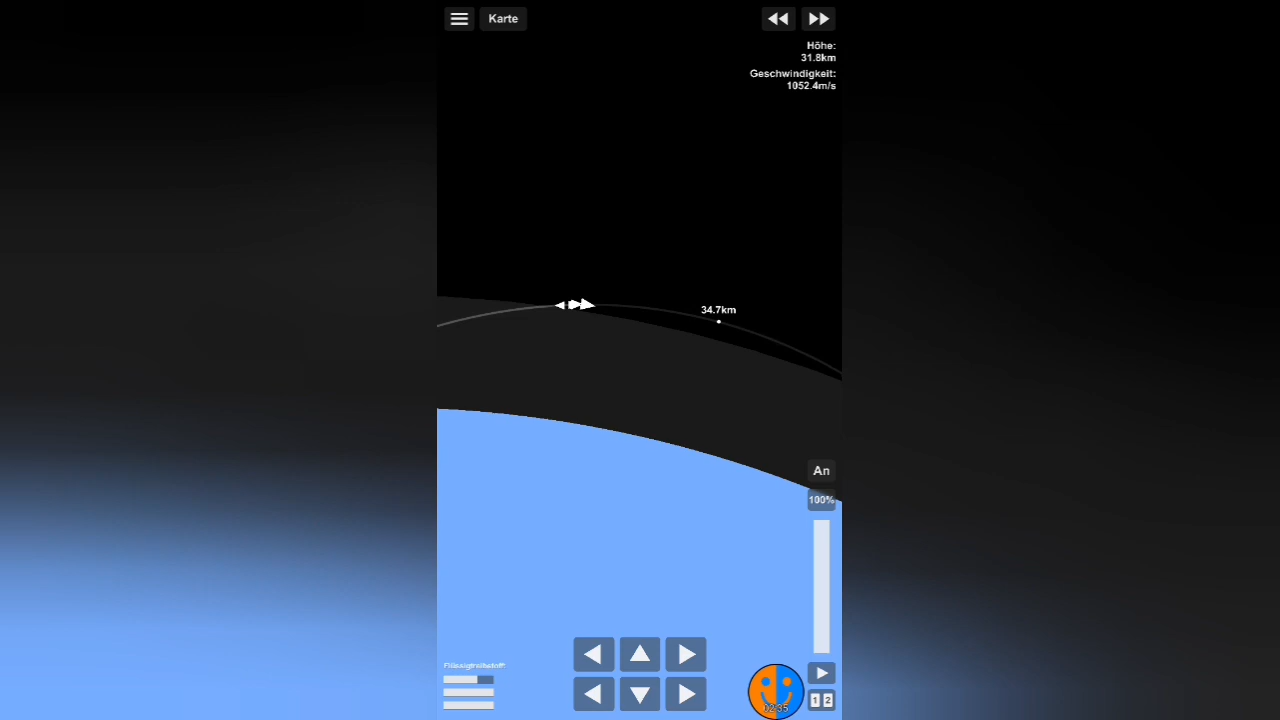 Karte
Höhe:
31.8km
Geschwindigkeit:
1052.4m/s
34.7km
An
100%
Flüssigtreibstoff:
02:35
1 2